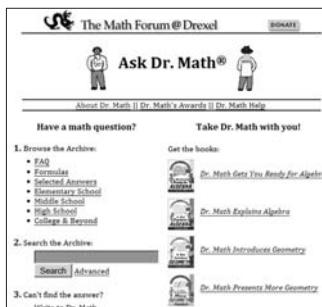 The Math Forum @ Drexel
DONATE
Ask Dr. Math®
About Dr. Math || Dr. Math's Awards || Dr. Math Help
Have a math question?
1. Browse the Archive:
FAQ
Formulas
Selected Answers
Elementary School
Middle School
High School
College & Beyond
2. Search the Archive:
Search Advanced
3. Can't find the answer?
Take Dr. Math with you!
Get the books:
Dr. Math Gets You Ready for Algebr
Dr. Math Explains Algebra
Dr. Math Introduces Geometry
Dr. Math Presents More Geometry